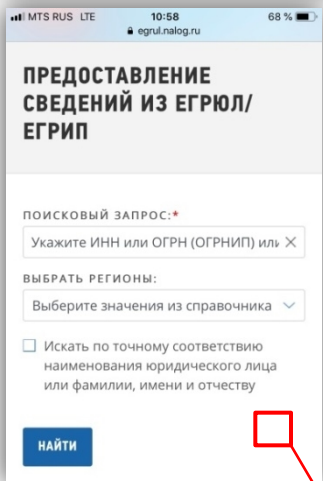 MTS RUS LTE 10:58 68 %
egrul.nalog.ru
ПРЕДОСТАВЛЕНИЕ
СВЕДЕНИЙ ИЗ ЕГРЮЛ/
ЕГРИП
ПОИСКОВЫЙ ЗАПРОС:*
Укажите ИНН или ОГРН (ОГРНИП) или
ВЫБРАТЬ РЕГИОНЫ:
Выберите значения из справочника
Искать по точному соответствию
наименования юридического лица
или фамилии, имени и отчеству
НАЙТИ